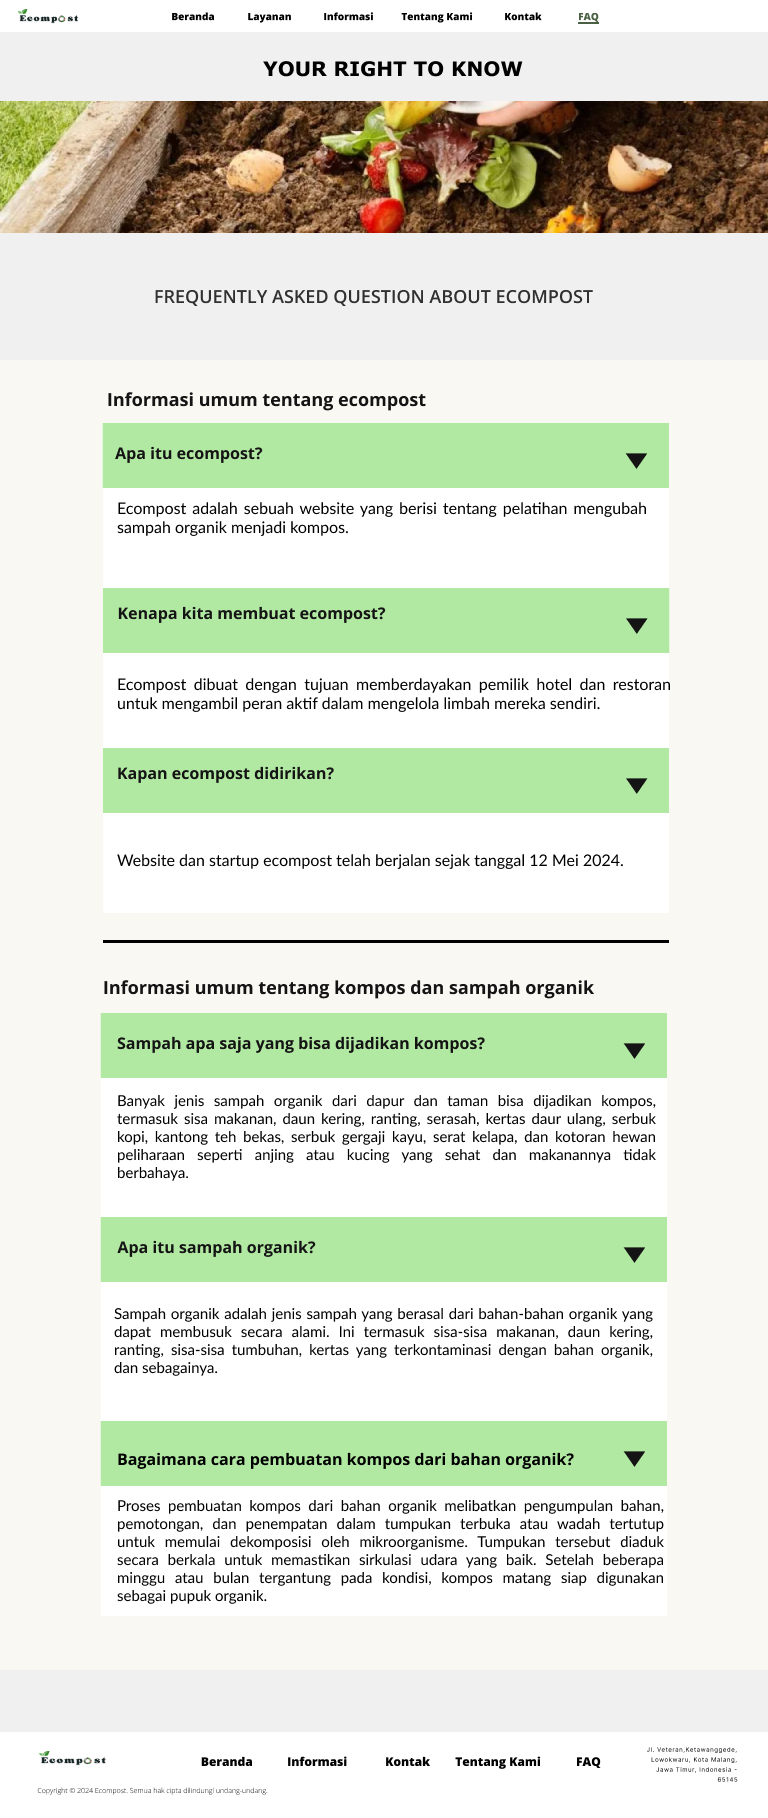 Ecompost
Beranda Layanan Informasi Tentang Kami Kontak FAQ
YOUR RIGHT TO KNOW
FREQUENTLY ASKED QUESTION ABOUT ECOMPOST
Informasi umum tentang ecompost
Apa itu ecompost?
Ecompost adalah sebuah website yang berisi tentang pelatihan mengubah
sampah organik menjadi kompos.
Kenapa kita membuat ecompost?
Ecompost dibuat dengan tujuan memberdayakan pemilik hotel dan restoran
untuk mengambil peran aktif dalam mengelola limbah mereka sendiri.
Kapan ecompost didirikan?
Website dan startup ecompost telah berjalan sejak tanggal 12 Mei 2024.
Informasi umum tentang kompos dan sampah organik
Sampah apa saja yang bisa dijadikan kompos?
Banyak jenis sampah organik dari dapur dan taman bisa dijadikan kompos,
termasuk sisa makanan, daun kering, ranting, serasah, kertas daur ulang, serbuk
kopi, kantong teh bekas, serbuk gergaji kayu, serat kelapa, dan kotoran hewan
peliharaan seperti anjing atau kucing yang sehat dan makanannya tidak
berbahaya.
Apa itu sampah organik?
Sampah organik adalah jenis sampah yang berasal dari bahan-bahan organik yang
dapat membusuk secara alami. Ini termasuk sisa-sisa makanan, daun kering,
ranting, sisa-sisa tumbuhan, kertas yang terkontaminasi dengan bahan organik,
dan sebagainya.
Bagaimana cara pembuatan kompos dari bahan organik?
Proses pembuatan kompos dari bahan organik melibatkan pengumpulan bahan,
pemotongan, dan penempatan dalam tumpukan terbuka atau wadah tertutup
untuk memulai dekomposisi oleh mikroorganisme. Tumpukan tersebut diaduk
secara berkala untuk memastikan sirkulasi udara yang baik. Setelah beberapa
minggu atau bulan tergantung pada kondisi, kompos matang siap digunakan
sebagai pupuk organik.
Ecompost
Beranda Informasi Kontak Tentang Kami FAQ
Jl. Veteran,Ketawanggede,
Lowokwaru, Kota Malang,
Jawa Timur, Indonesia -
65145
Copyright © 2024 Ecompost. Semua hak cipta dilindungi undang-undang.